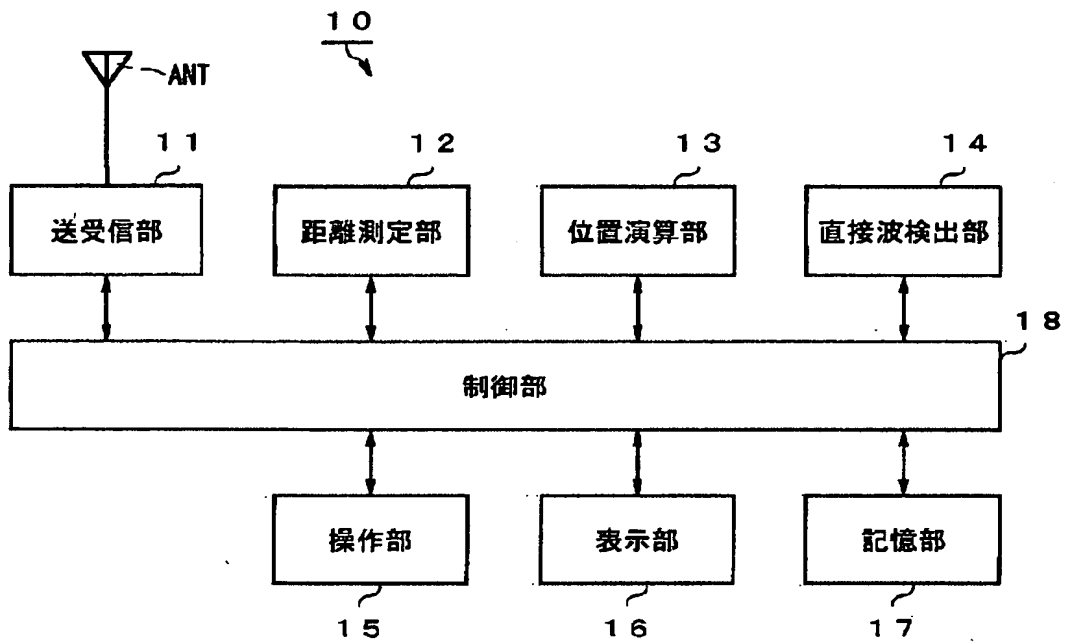 １０
ANT
１１
１２
１３
１４
送受信部
距離測定部
位置演算部
直接波検出部
１８
制御部
操作部
表示部
記憶部
１５
１６
１７